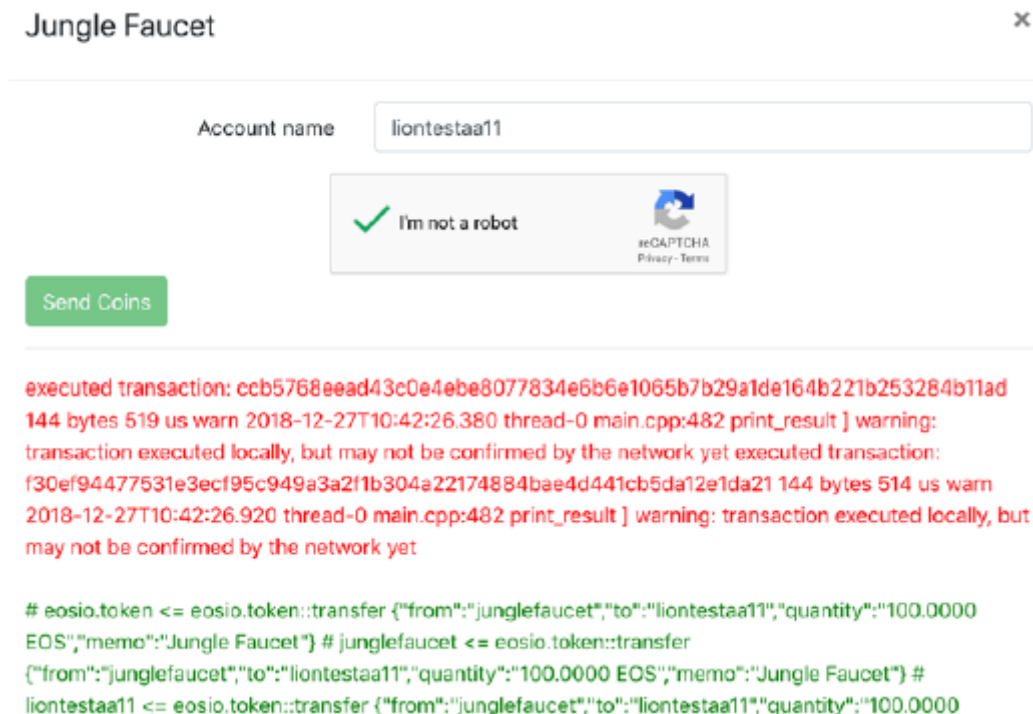 Jungle Faucet
×
Account name
liontestaa11
I'm not a robot
reCAPTCHA
Privacy - Terms
Send Coins
executed transaction: ccb5768eead43c0e4ebe8077834e6b6e1065b7b29a1de164b221b253284b11ad
144 bytes 519 us warn 2018-12-27T10:42:26.380 thread-0 main.cpp:482 print_result ] warning:
transaction executed locally, but may not be confirmed by the network yet executed transaction:
f30ef94477531e3ecf95c949a3a2f1b304a22174884bae4d441cb5da12e1da21 144 bytes 514 us warn
2018-12-27T10:42:26.920 thread-0 main.cpp:482 print_result ] warning: transaction executed locally, but
may not be confirmed by the network yet
# eosio.token <= eosio.token::transfer {"from":"junglefaucet","to":"liontestaa11","quantity":"100.0000
EOS","memo":"Jungle Faucet"} # junglefaucet <= eosio.token::transfer
{"from":"junglefaucet","to":"liontestaa11","quantity":"100.0000 EOS","memo":"Jungle Faucet"} #
liontestaa11 <= eosio.token::transfer {"from":"junglefaucet","to":"liontestaa11","quantity":"100.0000